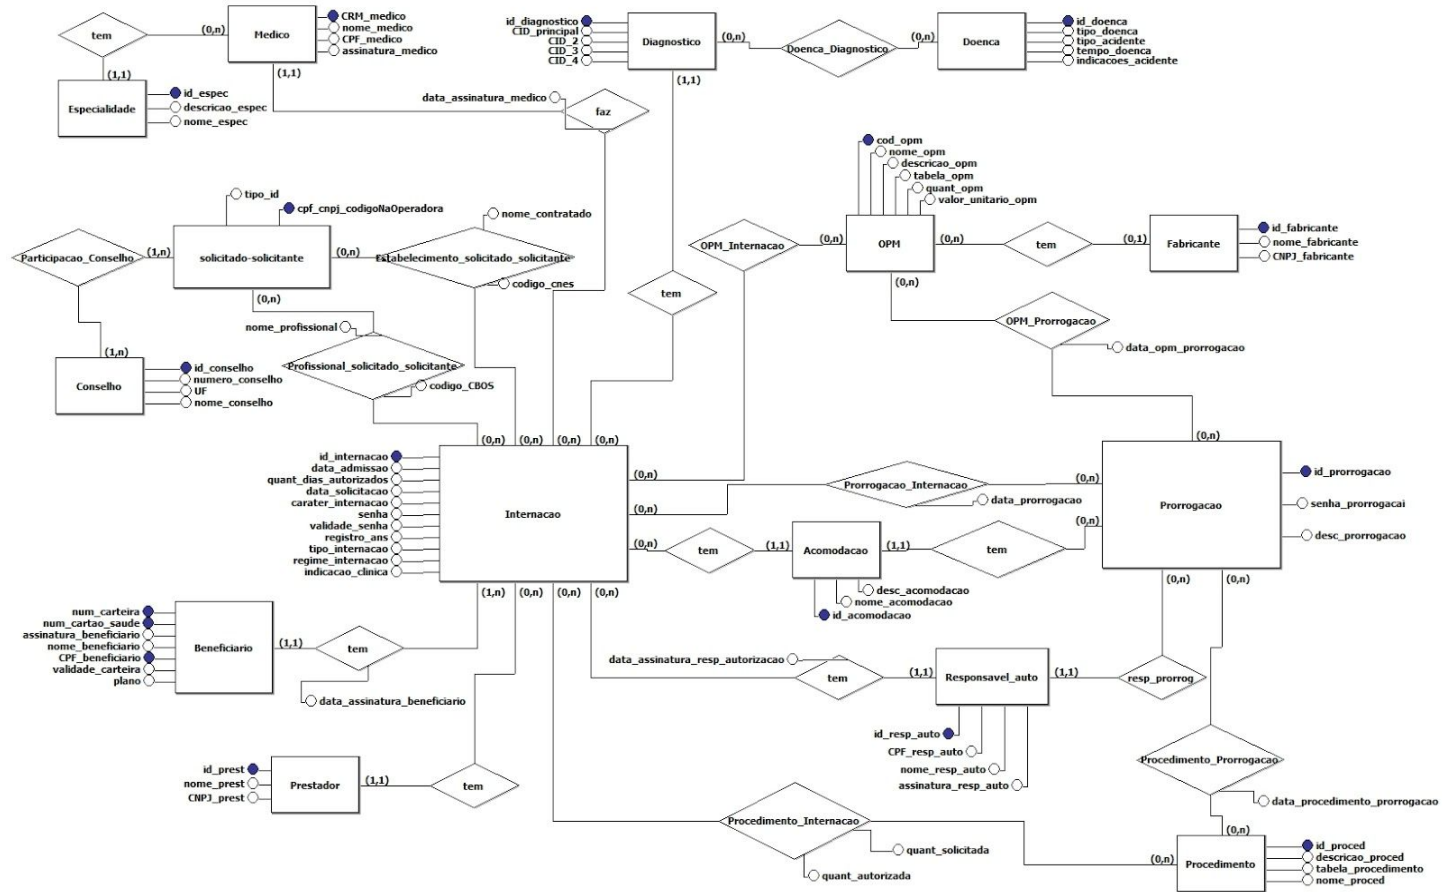 tem
(0,n)
Medico
CRM_medico
nome_medico
CPF_medico
assinatura_medico
(1,1)
(1,1)
Especialidade
id_espec
descricao_espec
nome_espec
id_diagnostico
CID_principal
CID_2
CID_3
CID_4
Diagnostico
(0,n)
Doenca_Diagnostico
(0,n)
Doenca
id_doenca
tipo_doenca
tipo_acidente
tempo_doenca
indicacoes_acidente
(1,1)
data_assinatura_medico
faz
cod_opm
nome_opm
descricao_opm
tabela_opm
quant_opm
valor_unitario_opm
tipo_id
cpf_cnpj_codigoNaOperadora
nome_contratado
Participacao_Conselho
(1,n)
solicitado-solicitante
(0,n)
Estabelecimento_solicitado_solicitante
codigo_cnes
(0,n)
OPM_Internacao
(0,n)
OPM
(0,n)
tem
(0,1)
Fabricante
id_fabricante
nome_fabricante
CNPJ_fabricante
(0,n)
tem
OPM_Prorrogacao
data_opm_prorrogacao
nome_profissional
Profissional_solicitado_solicitante
codigo_CBOS
(1,n)
Conselho
id_conselho
numero_conselho
UF
nome_conselho
(0,n)
(0,n)
(0,n)
(0,n)
(0,n)
id_internacao
data_admissao
quant_dias_autorizados
data_solicitacao
carater_internacao
senha
validade_senha
registro_ans
tipo_internacao
regime_internacao
indicacao_clinica
Internacao
(0,n)
(0,n)
Prorrogacao_Internacao
data_prorrogacao
(0,n)
Prorrogacao
id_prorrogacao
senha_prorrogacai
desc_prorrogacao
(0,n)
tem
(1,1)
Acomodacao
(1,1)
tem
(0,n)
desc_acomodacao
nome_acomodacao
id_acomodacao
(1,n)
(0,n)
(0,n)
(0,n)
(0,n)
(0,n)
num_carteira
num_cartao_saude
assinatura_beneficiario
nome_beneficiario
CPF_beneficiario
validade_carteira
plano
Beneficiario
(1,1)
tem
data_assinatura_beneficiario
data_assinatura_resp_autorizacao
tem
(1,1)
Responsavel_auto
(1,1)
resp_prorrog
id_resp_auto
CPF_resp_auto
nome_resp_auto
assinatura_resp_auto
id_prest
nome_prest
CNPJ_prest
Prestador
(1,1)
tem
Procedimento_Prorrogacao
data_procedimento_prorrogacao
Procedimento_Internacao
quant_solicitada
quant_autorizada
(0,n)
(0,n)
Procedimento
id_proced
descricao_proced
tabela_procedimento
nome_proced